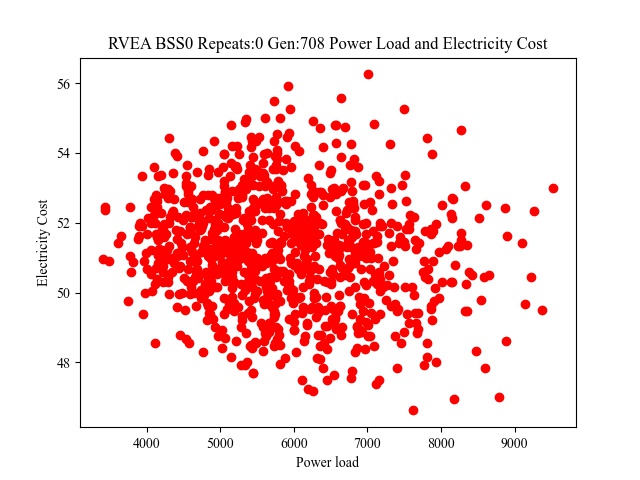 RVEA BSS0 Repeats:0 Gen:708 Power Load and Electricity Cost
56
54
52
50
48
Electricity Cost
4000 5000 6000 7000 8000 9000
Power load